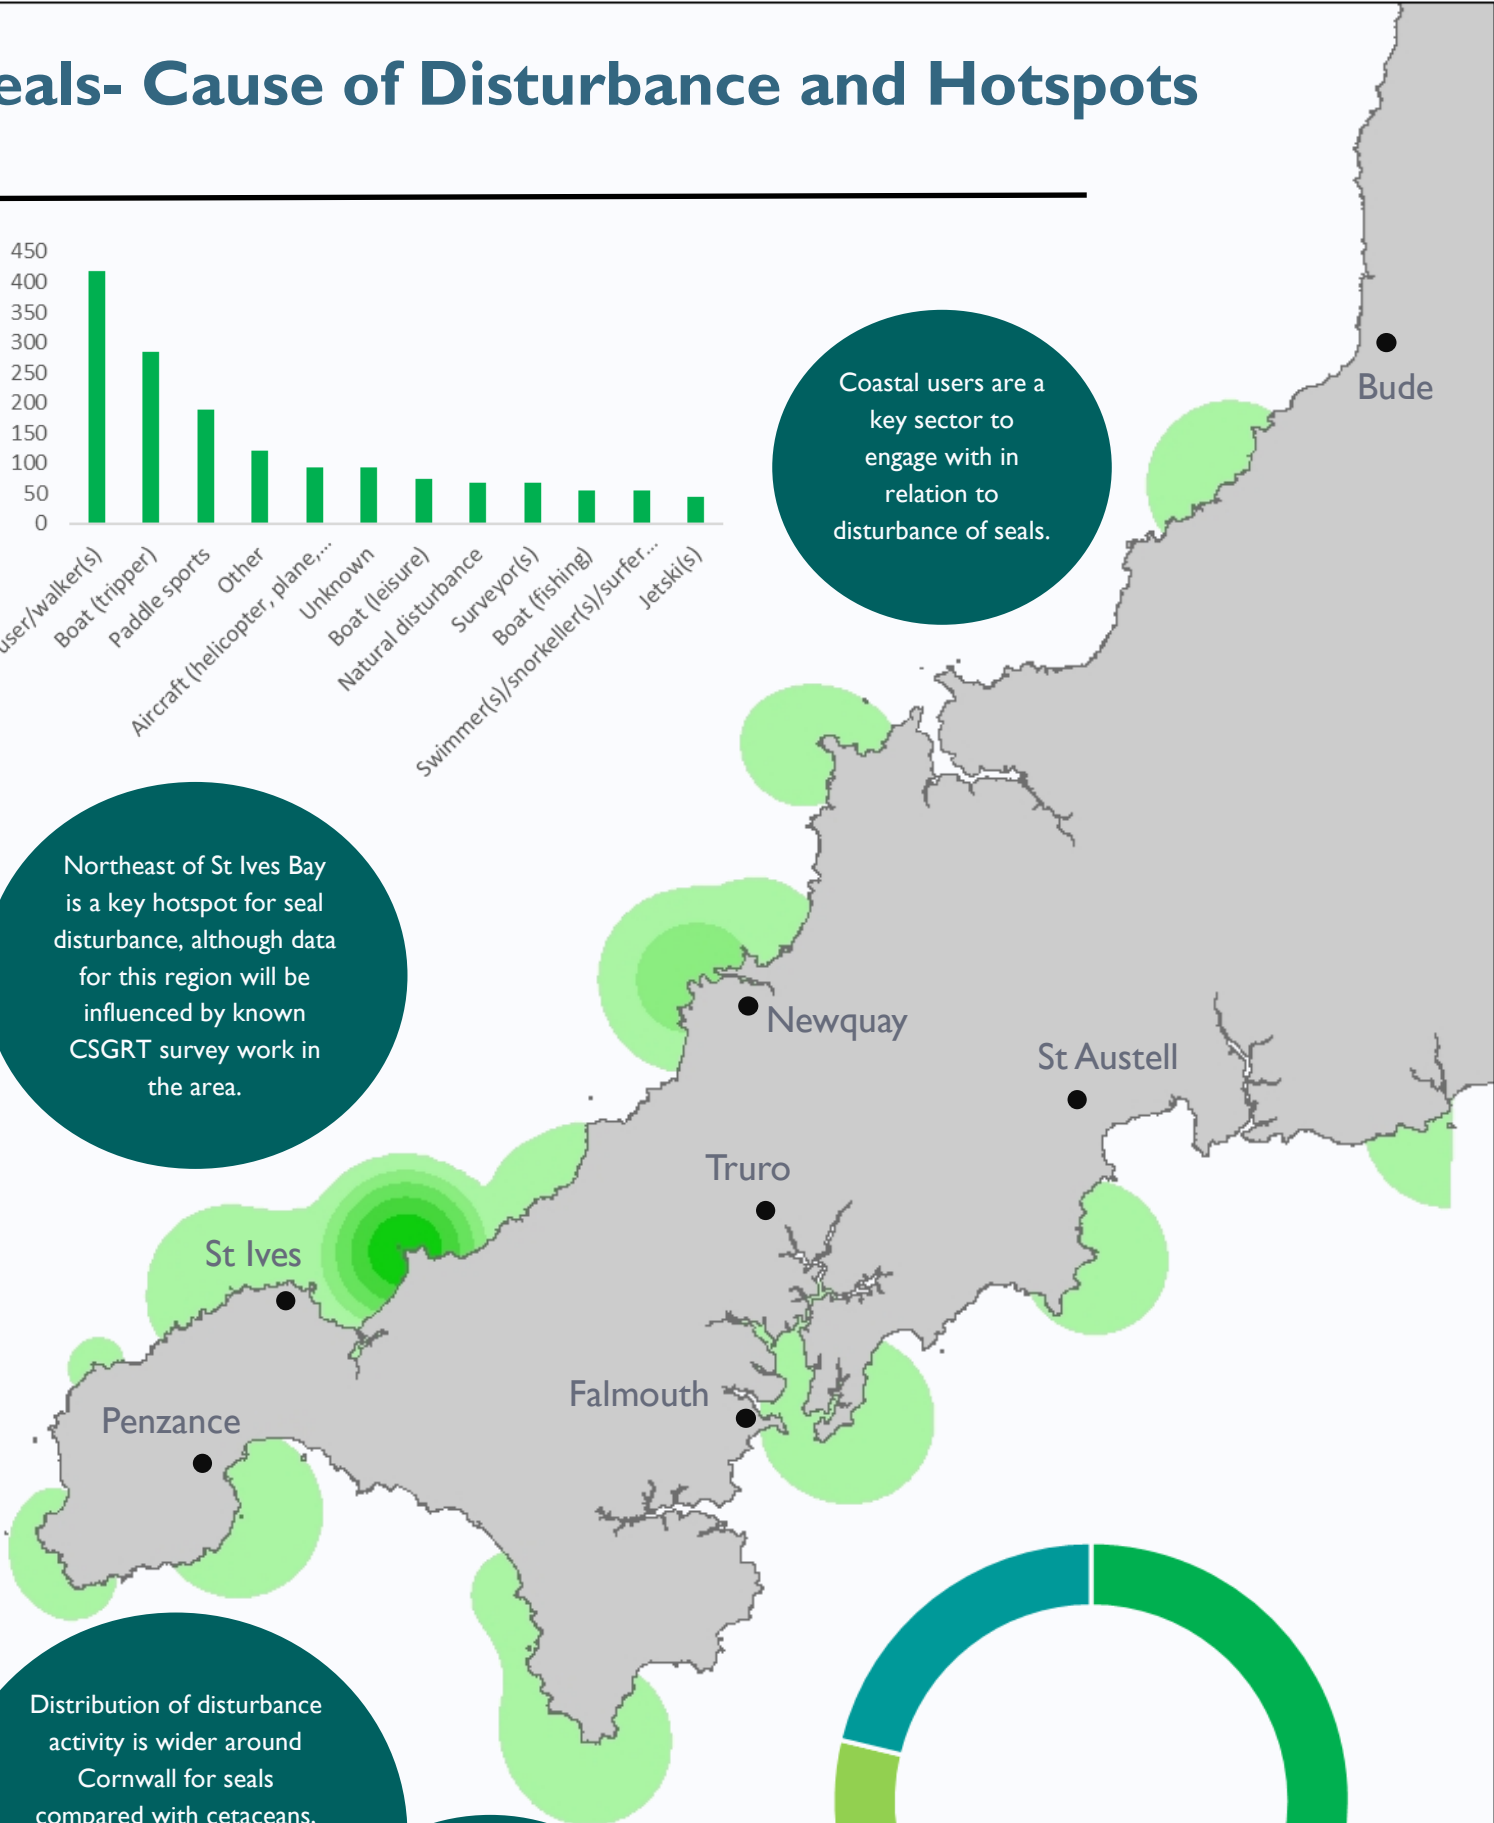 eals- Cause of Disturbance and Hotspots
450
400
350
300
250
200
150
100
50
0
user/walker(s)
Boat (tripper)
Paddle sports
Other
Aircraft (helicopter, plane,...
Unknown
Boat (leisure)
Natural disturbance
Surveyor(s)
Boat (fishing)
Swimmer(s)/snorkeller(s)/surfer...
Jetski(s)
Coastal users are a
key sector to
engage with in
relation to
disturbance of seals.
Bude
Northeast of St Ives Bay
is a key hotspot for seal
disturbance, although data
for this region will be
influenced by known
CSGRT survey work in
the area.
Newquay
St Austell
Truro
St Ives
Falmouth
Penzance
Distribution of disturbance
activity is wider around
Cornwall for seals
compared with cetaceans.